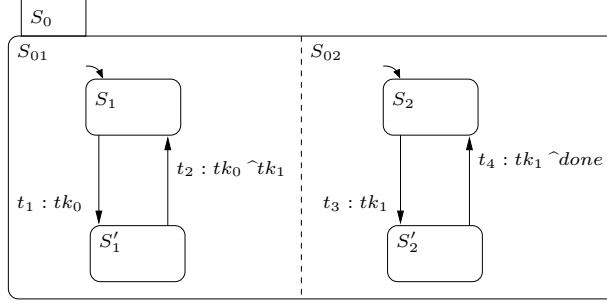 S₀
S₀₁
S₀₂
S₁
S₂
t₂ : tk₀ ^tk₁
t₄ : tk₁ ^done
t₁ : tk₀
t₃ : tk₁
S₁′
S₂′